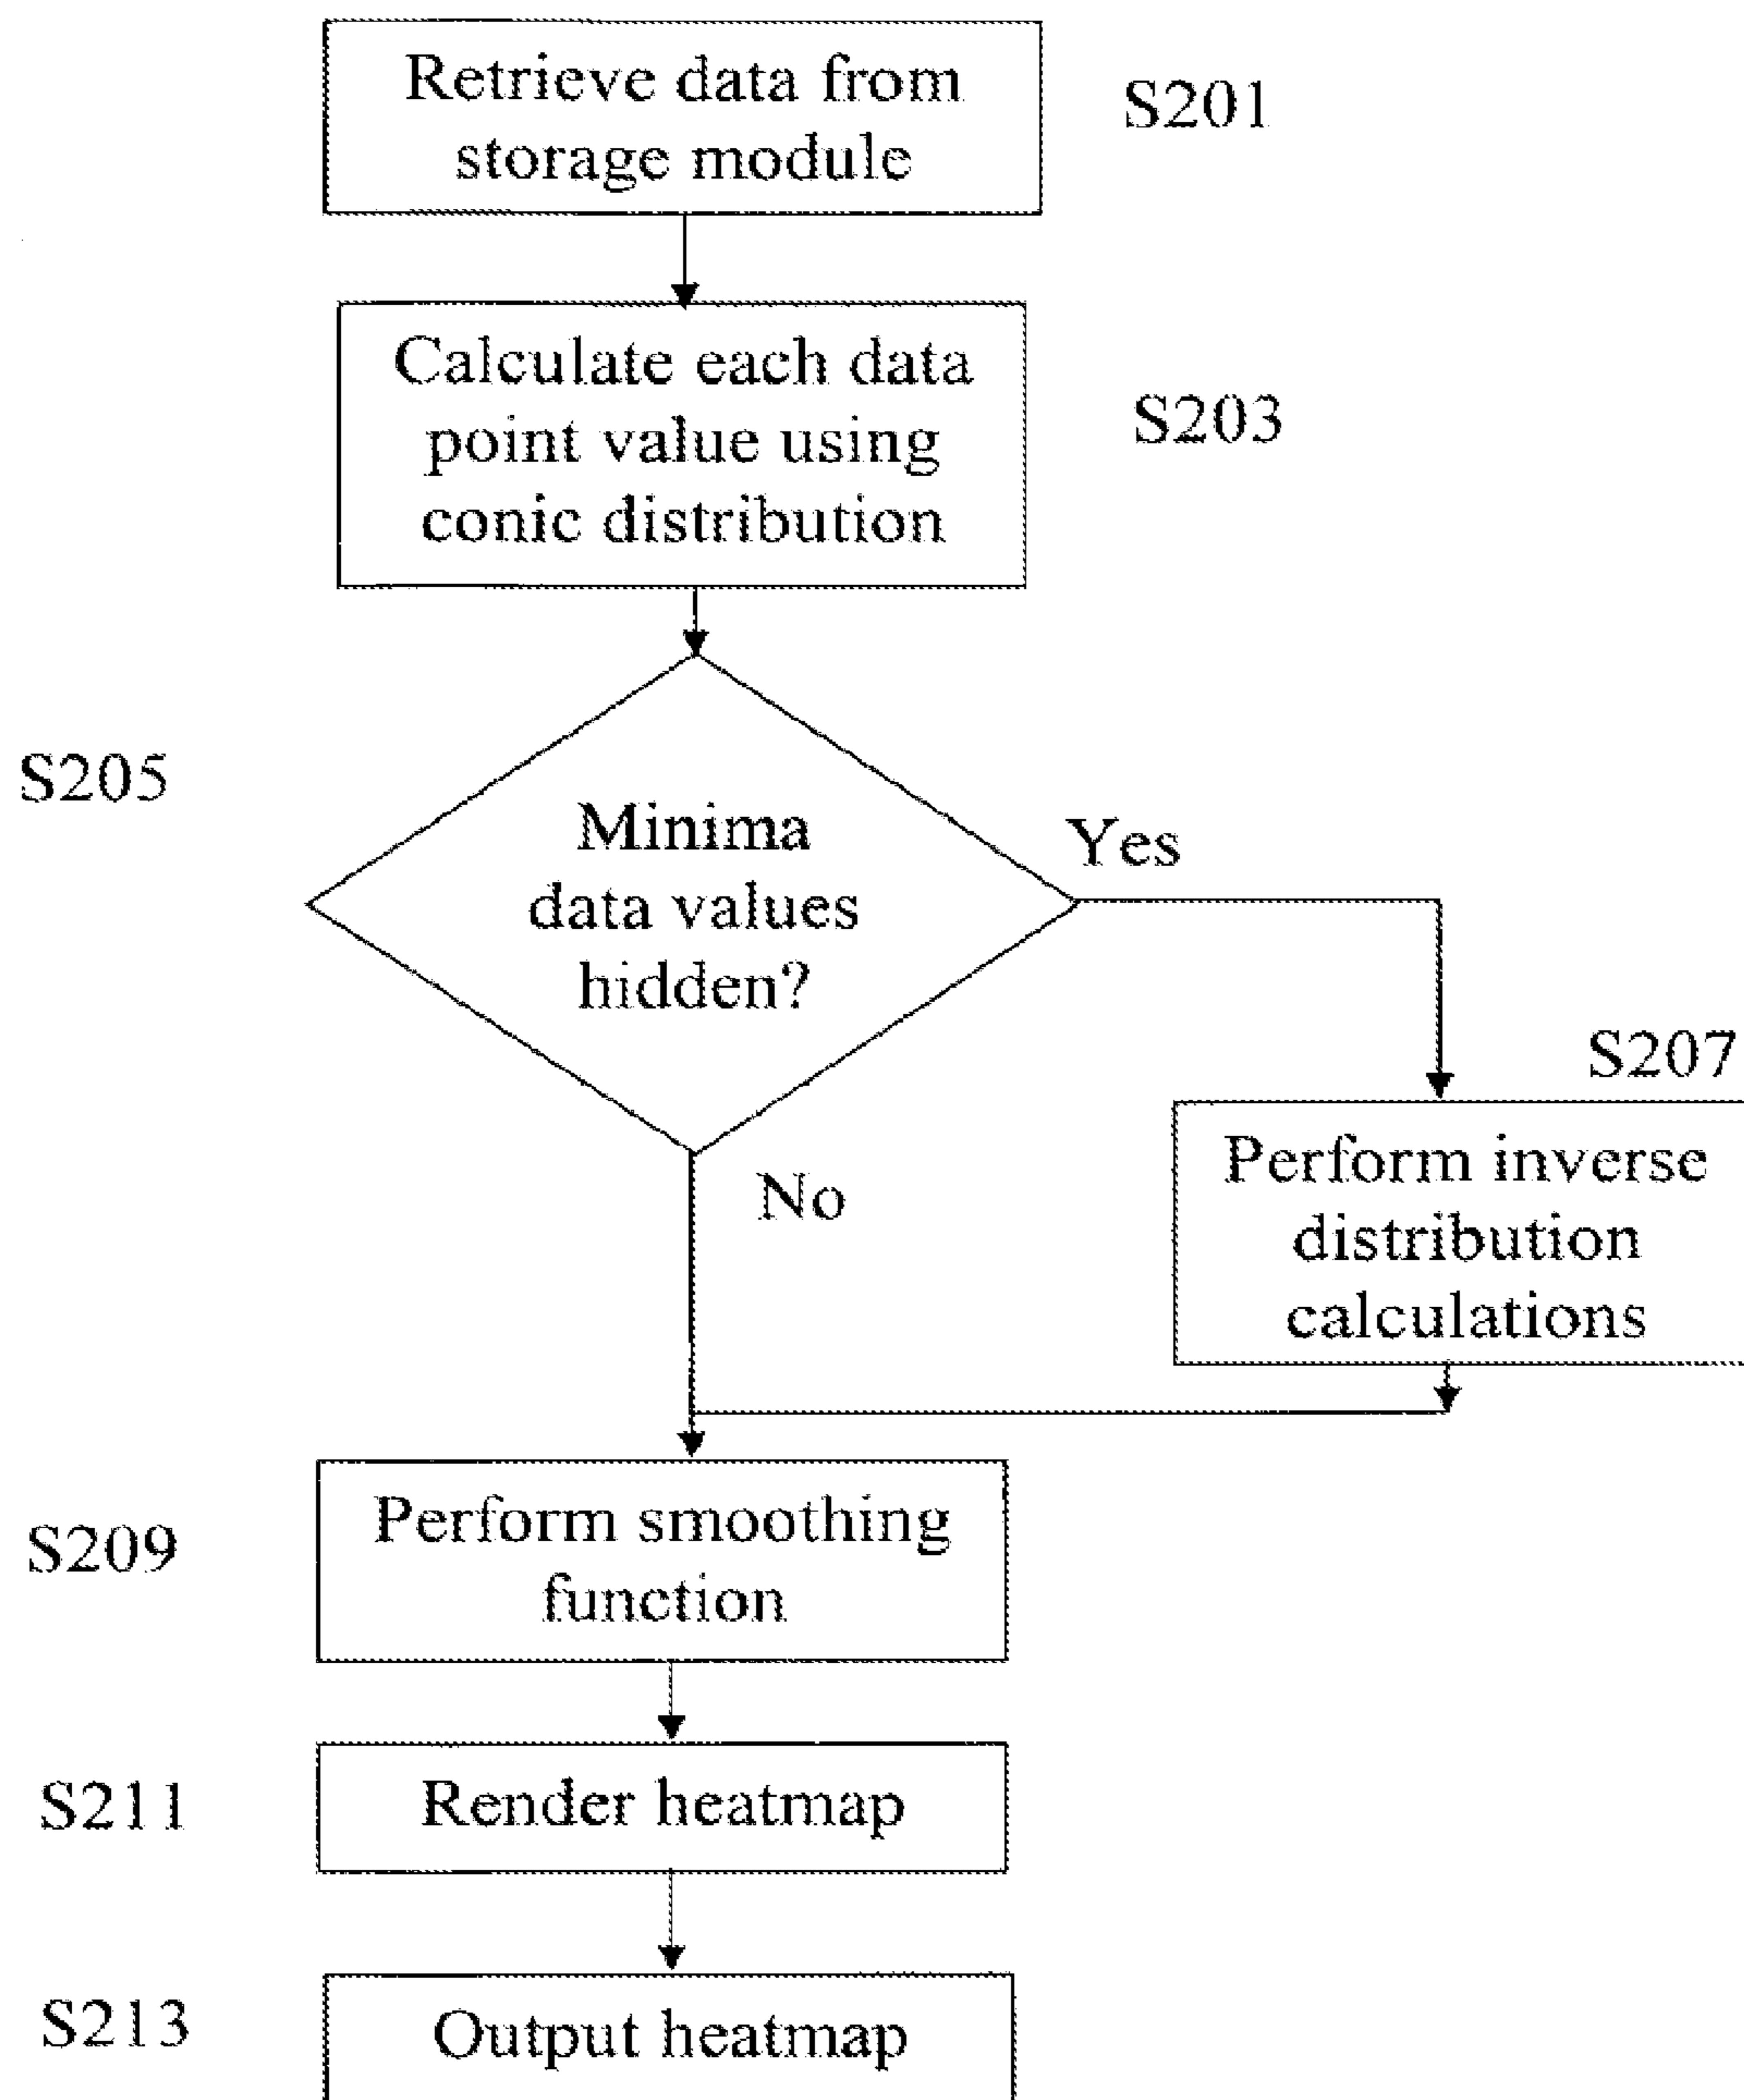 Retrieve data from
storage module
S201
Calculate each data
point value using
conic distribution
S203
S205
Minima
data values
hidden?
Yes
S207
Perform inverse
distribution
calculations
No
S209
Perform smoothing
function
S211
Render heatmap
S213
Output heatmap